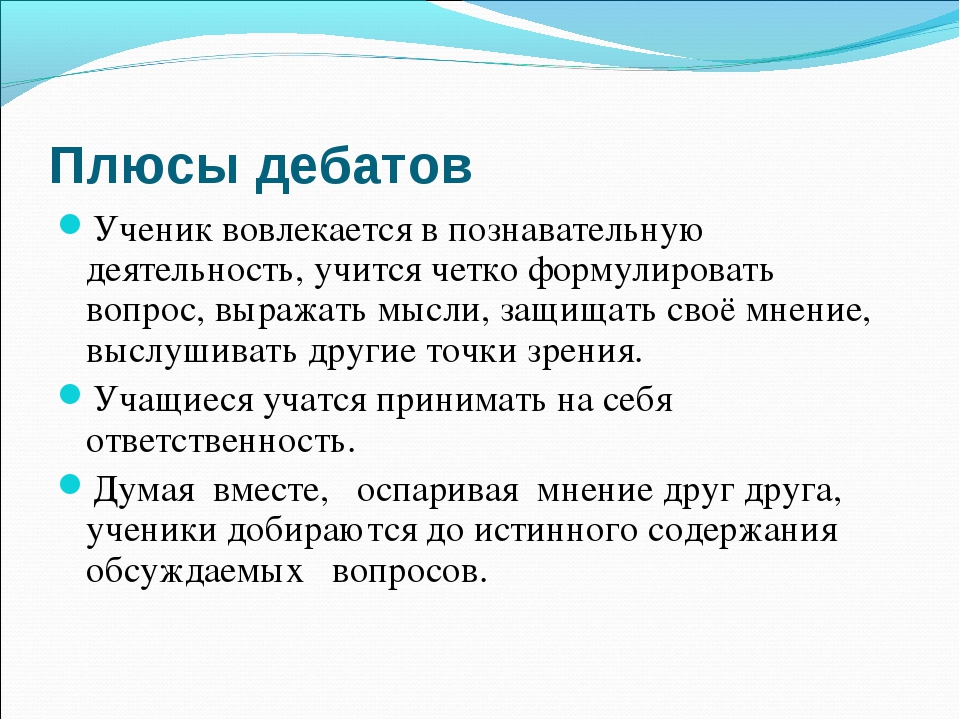 Плюсы дебатов
Ученик вовлекается в познавательную
деятельность, учится четко формулировать
вопрос, выражать мысли, защищать своё мнение,
выслушивать другие точки зрения.
Учащиеся учатся принимать на себя
ответственность.
Думая вместе, оспаривая мнение друг друга,
ученики добираются до истинного содержания
обсуждаемых вопросов.